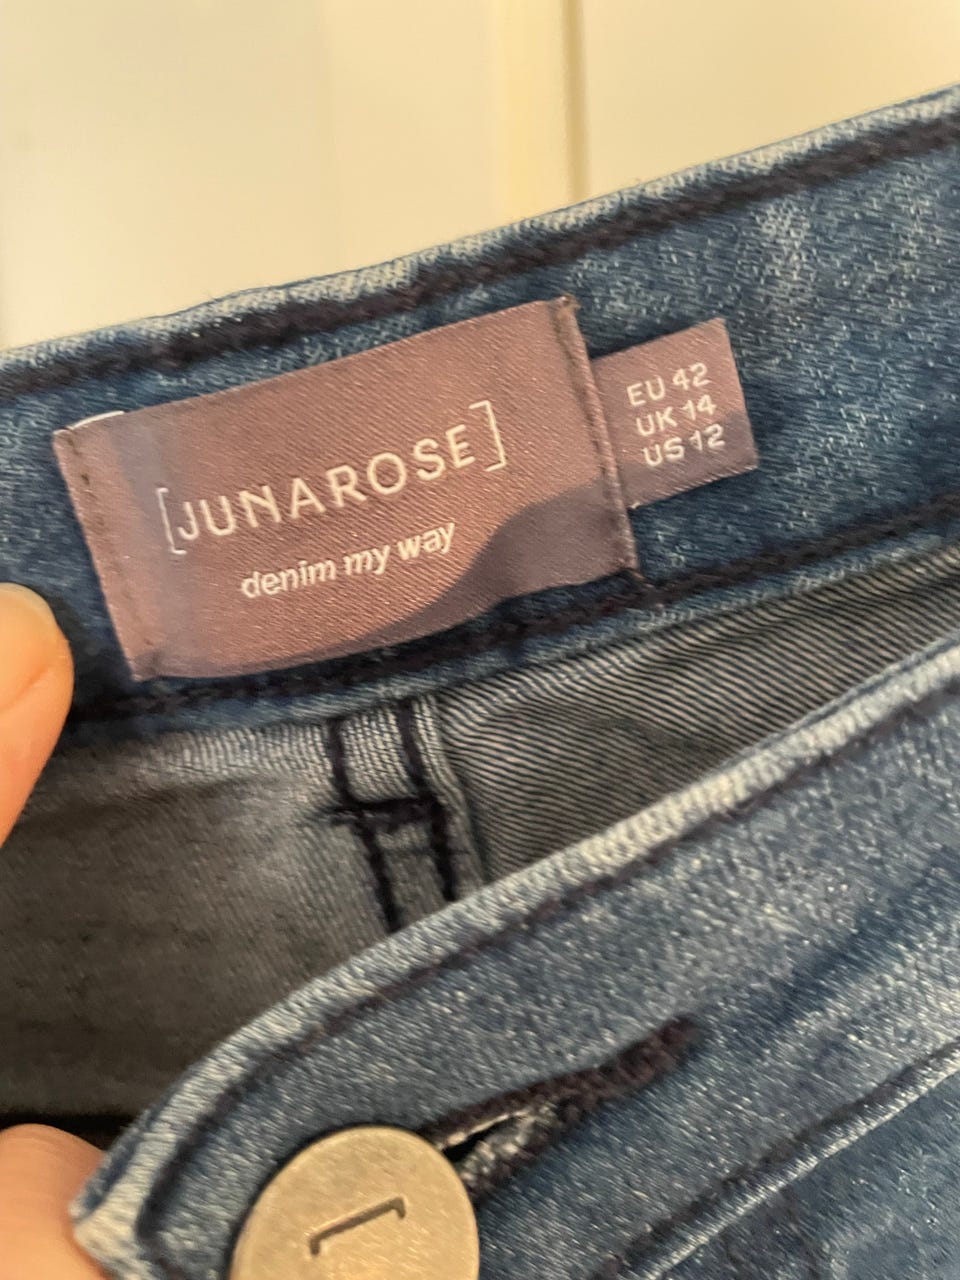 [JUNAROSE]
denim my way
EU 42
UK 14
US 12
[